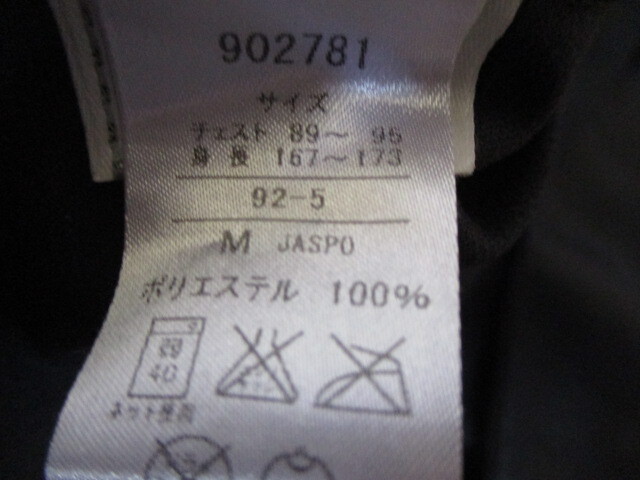 902781
サイズ
チェスト 89～ 95
身長 167～173
92-5
M JASPO
ポリエステル 100%
弱
40
ネット使用